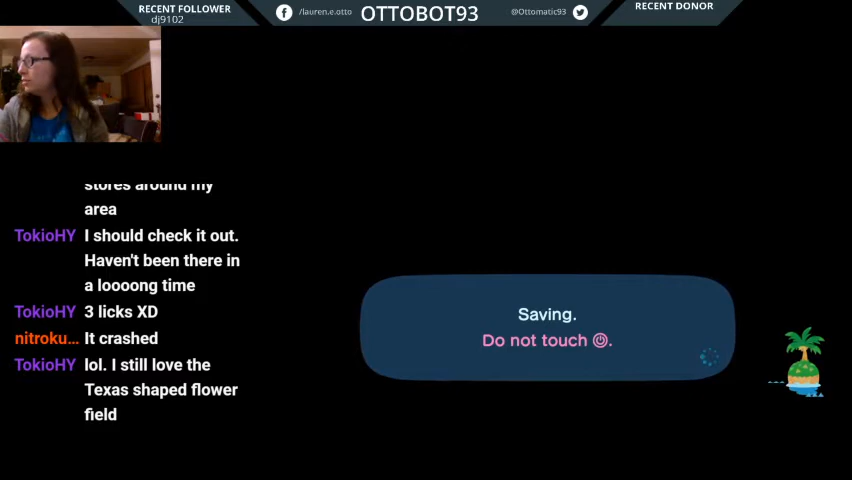 RECENT FOLLOWER
dj9102
/lauren.e.otto
OTTOBOT93
@Ottomatic93
RECENT DONOR
stores around my
area
TokioHY I should check it out.
Haven't been there in
a loooong time
TokioHY 3 licks XD
nitroku... It crashed
TokioHY lol. I still love the
Texas shaped flower
field
Saving.
Do not touch ⏻.